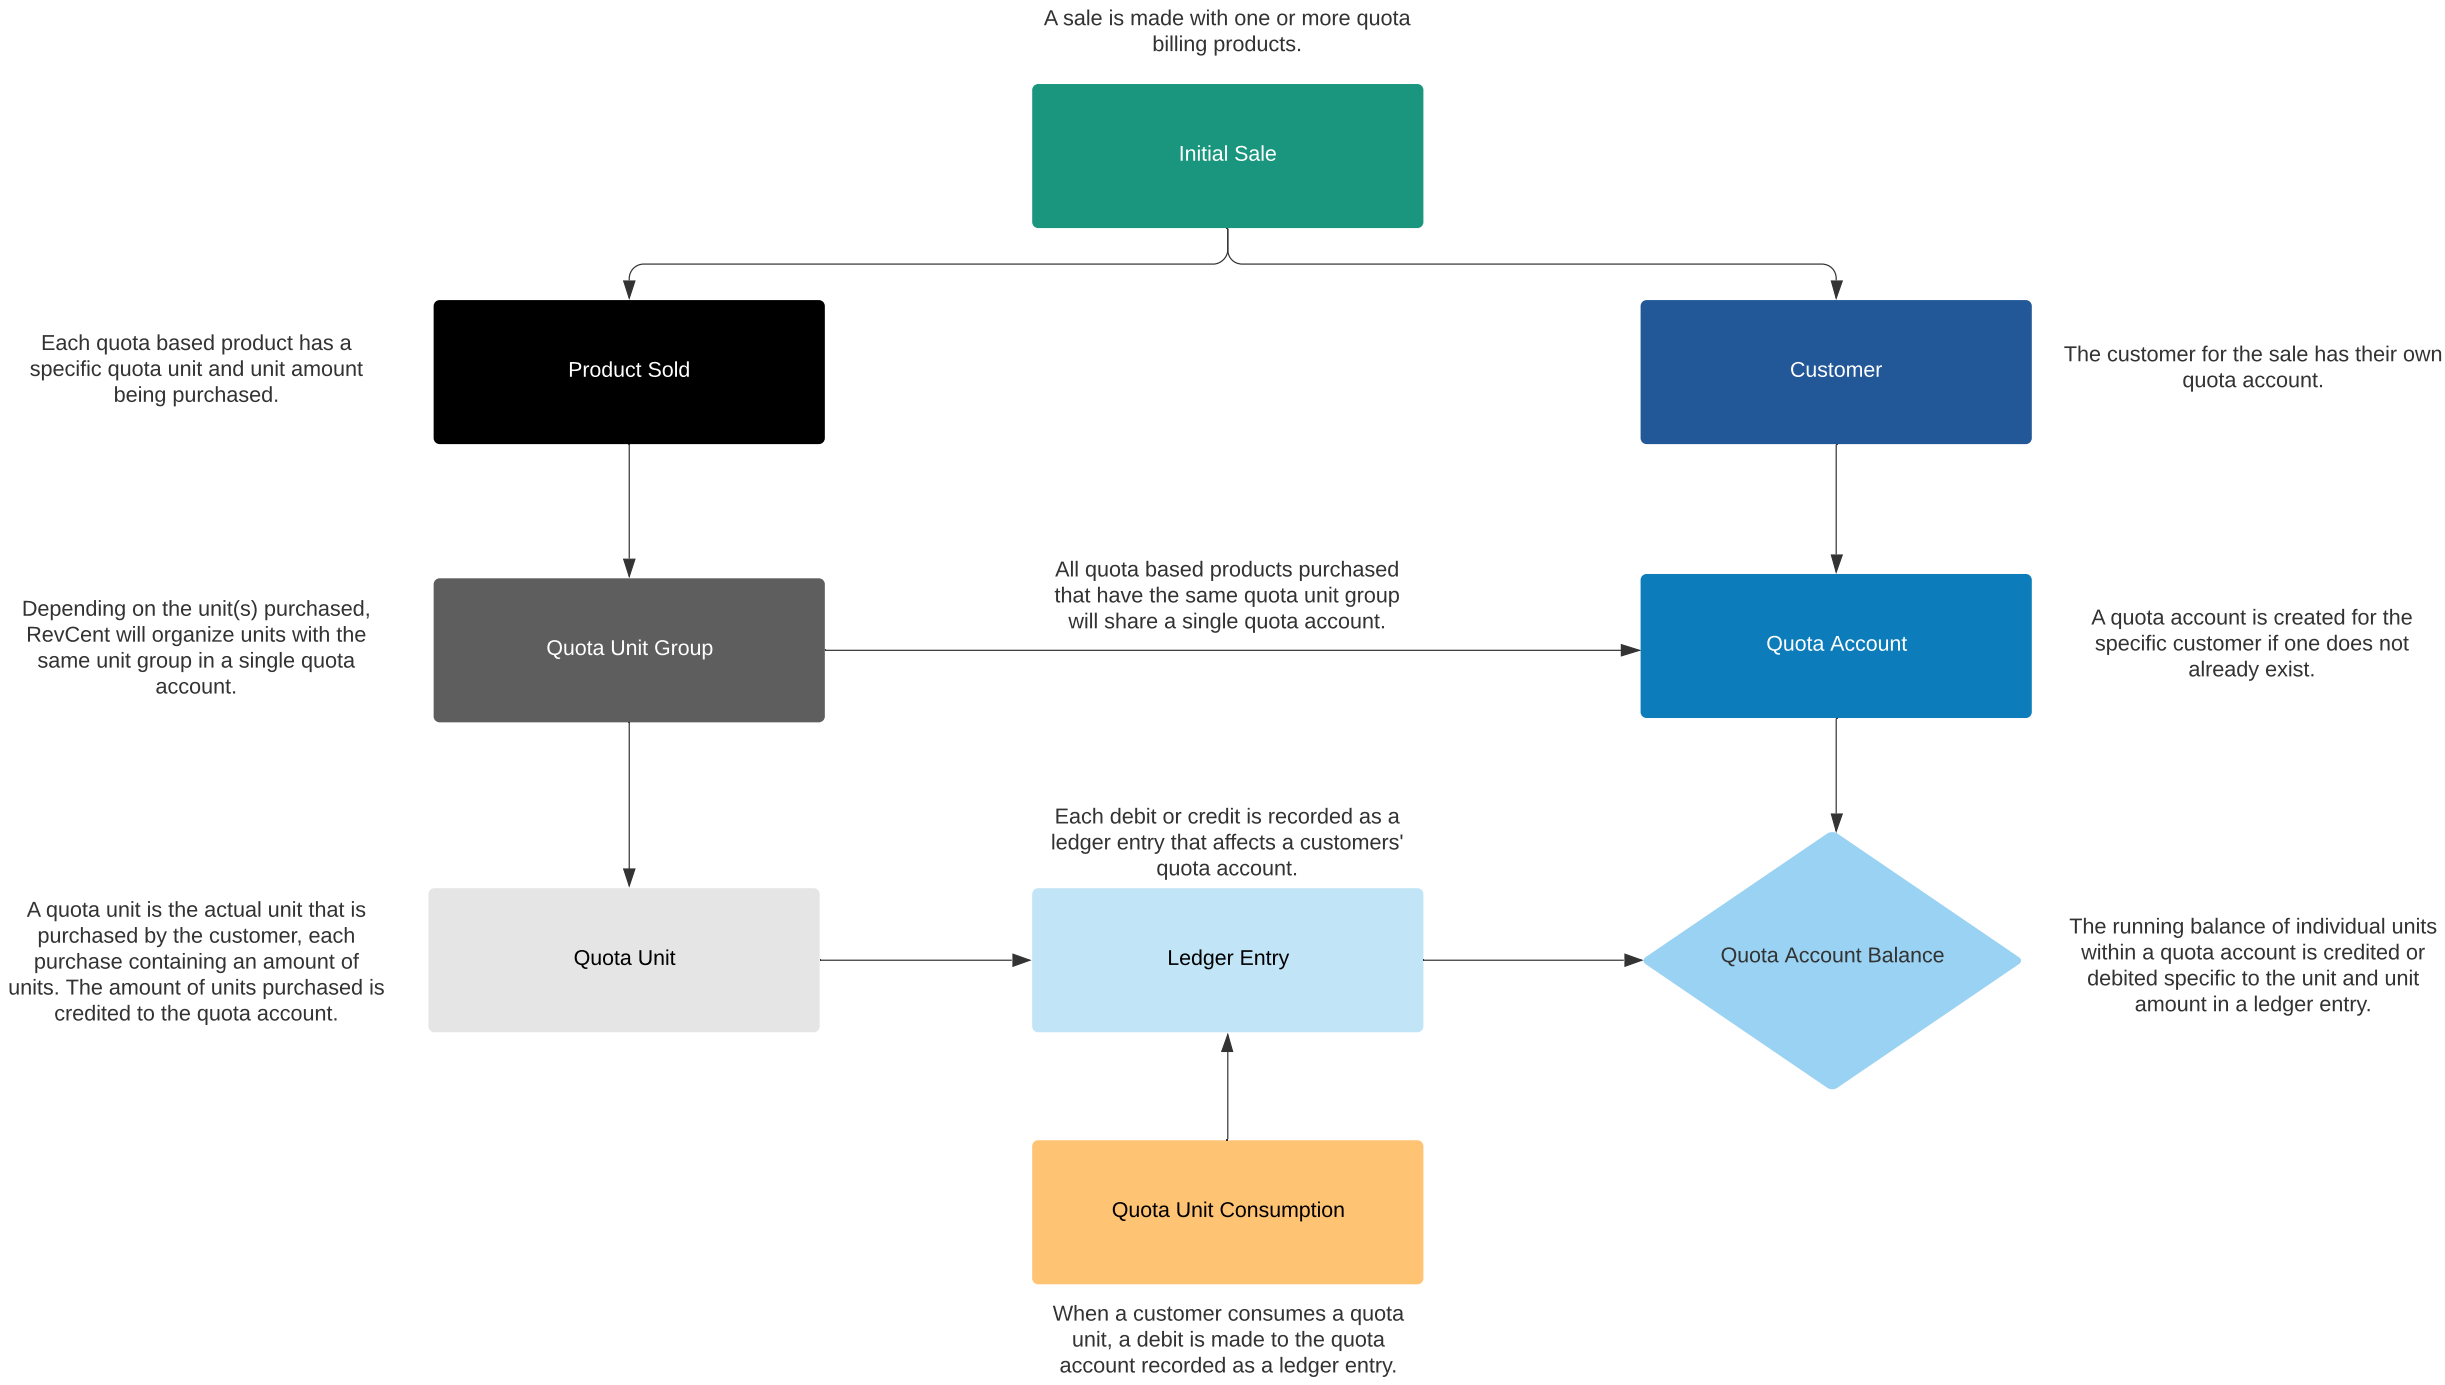 A sale is made with one or more quota
billing products.
Initial Sale
Each quota based product has a
specific quota unit and unit amount
being purchased.
Product Sold
Customer
The customer for the sale has their own
quota account.
Depending on the unit(s) purchased,
RevCent will organize units with the
same unit group in a single quota
account.
Quota Unit Group
All quota based products purchased
that have the same quota unit group
will share a single quota account.
Quota Account
A quota account is created for the
specific customer if one does not
already exist.
A quota unit is the actual unit that is
purchased by the customer, each
purchase containing an amount of
units. The amount of units purchased is
credited to the quota account.
Quota Unit
Each debit or credit is recorded as a
ledger entry that affects a customers'
quota account.
Ledger Entry
Quota Account Balance
The running balance of individual units
within a quota account is credited or
debited specific to the unit and unit
amount in a ledger entry.
Quota Unit Consumption
When a customer consumes a quota
unit, a debit is made to the quota
account recorded as a ledger entry.